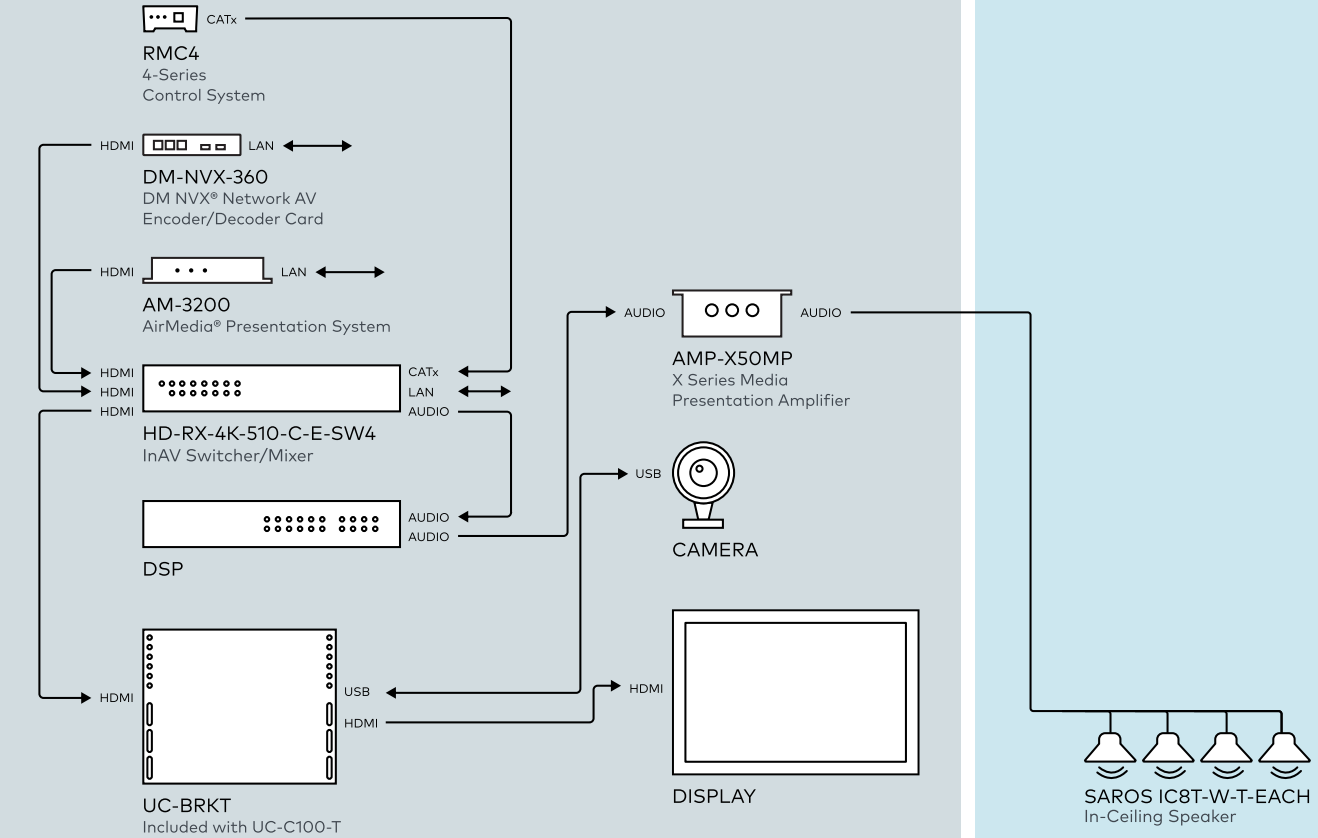 CATx
RMC4
4-Series
Control System
HDMI
LAN
DM-NVX-360
DM NVX® Network AV
Encoder/Decoder Card
HDMI
LAN
AM-3200
AirMedia® Presentation System
HDMI
HDMI
HDMI
CATx
LAN
AUDIO
HD-RX-4K-510-C-E-SW4
InAV Switcher/Mixer
AUDIO
AUDIO
DSP
HDMI
USB
HDMI
UC-BRKT
Included with UC-C100-T
AUDIO
AUDIO
AMP-X50MP
X Series Media
Presentation Amplifier
USB
CAMERA
HDMI
DISPLAY
SAROS IC8T-W-T-EACH
In-Ceiling Speaker